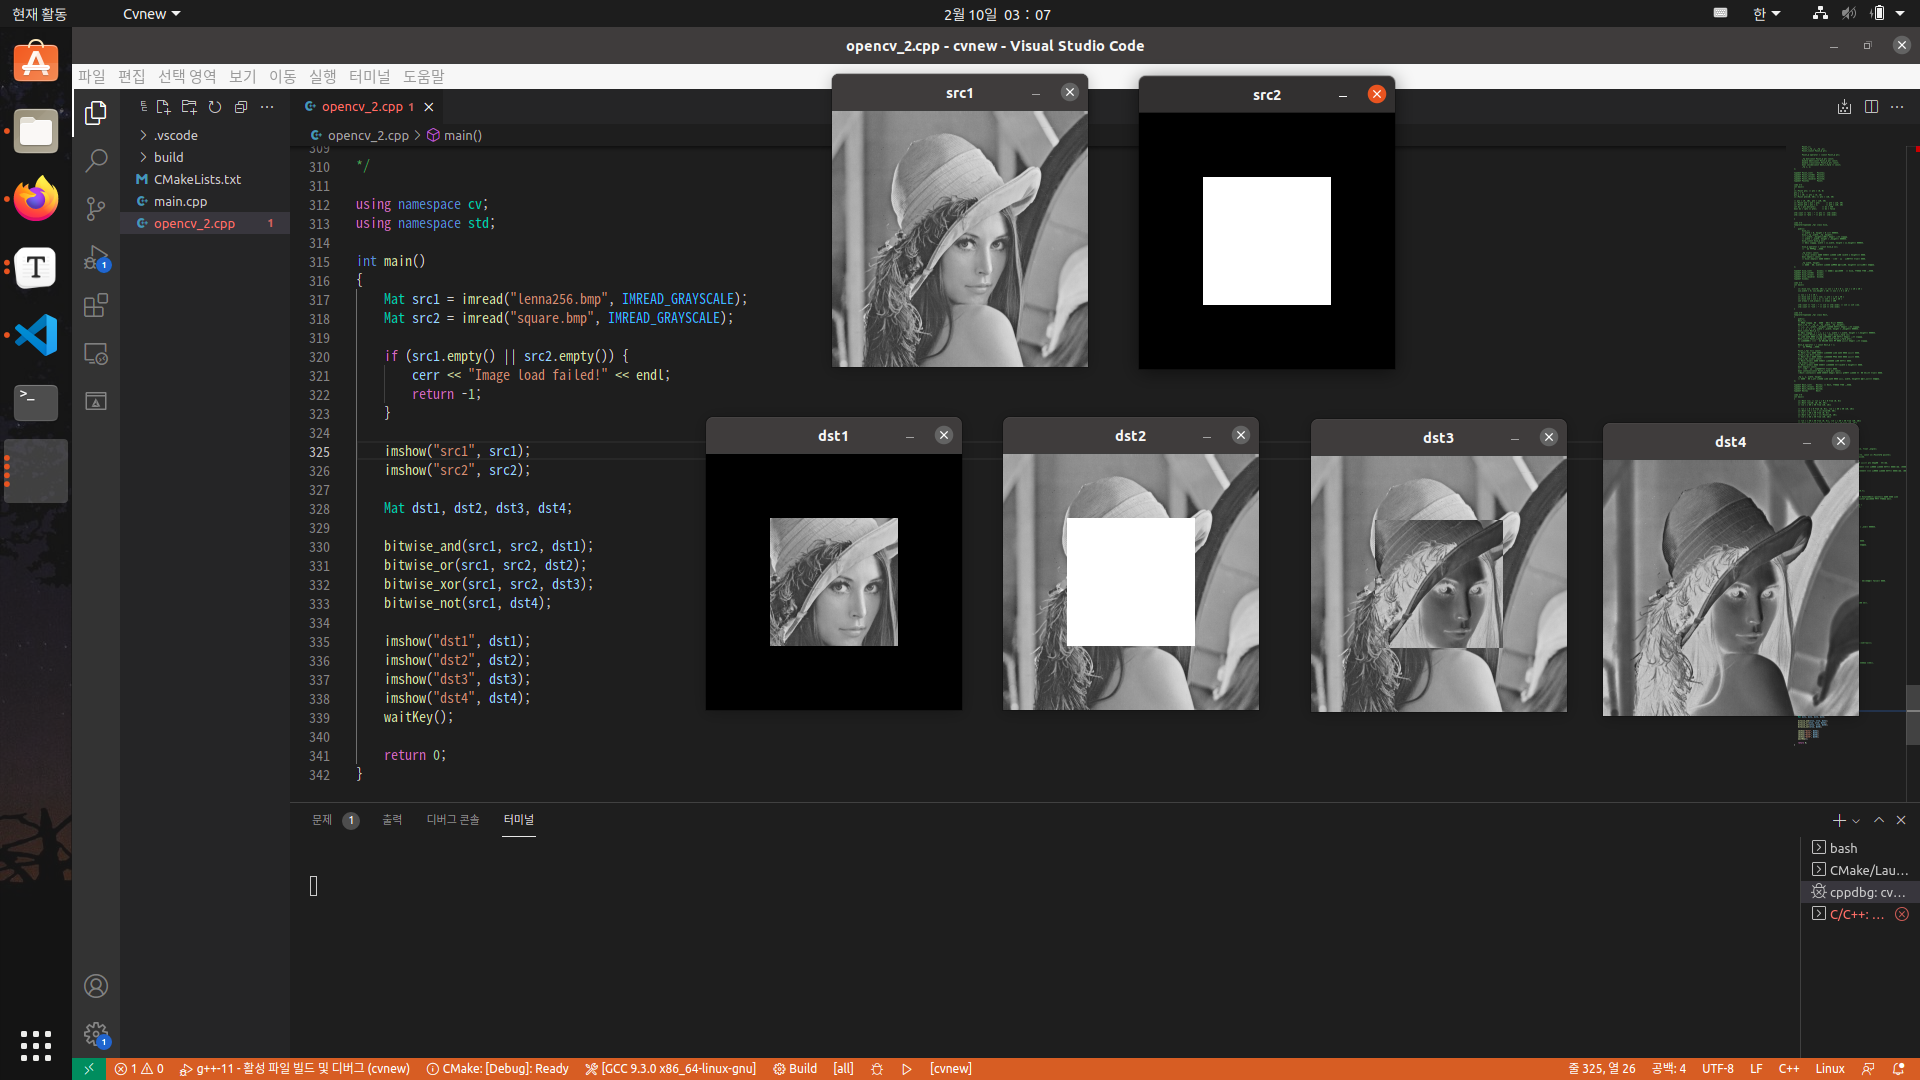 현재 활동
Cvnew
2월 10일 03 : 07
한
opencv_2.cpp - cvnew - Visual Studio Code
파일 편집 선택 영역 보기 이동 실행 터미널 도움말
.vscode
build
CMakeLists.txt
main.cpp
opencv_2.cpp 1
opencv_2.cpp 1
opencv_2.cpp > main()
309
310 */
311
312 using namespace cv;
313 using namespace std;
314
315 int main()
316 {
317 Mat src1 = imread("lenna256.bmp", IMREAD_GRAYSCALE);
318 Mat src2 = imread("square.bmp", IMREAD_GRAYSCALE);
319
320 if (src1.empty() || src2.empty()) {
321 cerr << "Image load failed!" << endl;
322 return -1;
323 }
324
325 imshow("src1", src1);
326 imshow("src2", src2);
327
328 Mat dst1, dst2, dst3, dst4;
329
330 bitwise_and(src1, src2, dst1);
331 bitwise_or(src1, src2, dst2);
332 bitwise_xor(src1, src2, dst3);
333 bitwise_not(src1, dst4);
334
335 imshow("dst1", dst1);
336 imshow("dst2", dst2);
337 imshow("dst3", dst3);
338 imshow("dst4", dst4);
339 waitKey();
340
341 return 0;
342 }
src1
src2
dst1
dst2
dst3
dst4
문제 1 출력 디버그 콘솔 터미널
bash
CMake/Lau...
cppdbg: cv...
C/C++: ...
1
1
1 0 g++-11 - 활성 파일 빌드 및 디버그 (cvnew) CMake: [Debug]: Ready [GCC 9.3.0 x86_64-linux-gnu] Build [all] [cvnew] 줄 325, 열 26 공백: 4 UTF-8 LF C++ Linux